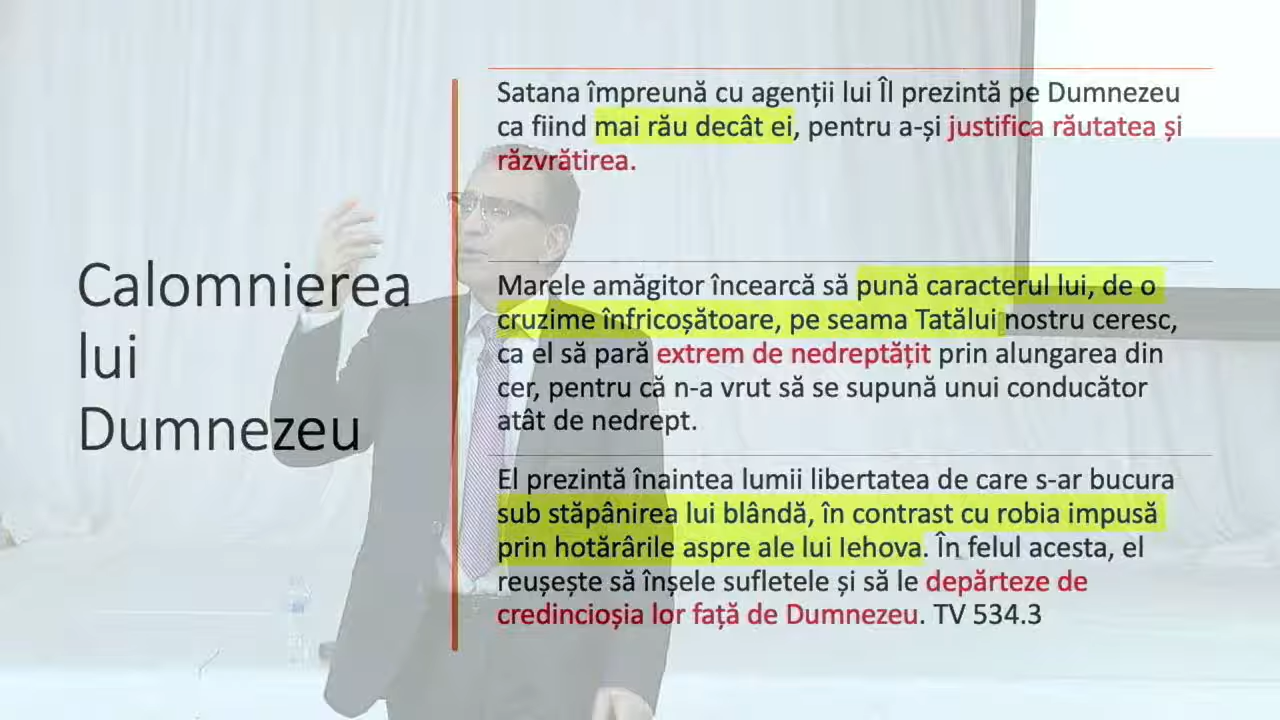 Calomnierea
lui
Dumnezeu
Satana împreună cu agenții lui Îl prezintă pe Dumnezeu
ca fiind mai rău decât ei, pentru a-și justifica răutatea și
răzvrătirea.
Marele amăgitor încearcă să pună caracterul lui, de o
cruzime înfricoșătoare, pe seama Tatălui nostru ceresc,
ca el să pară extrem de nedreptățit prin alungarea din
cer, pentru că n-a vrut să se supună unui conducător
atât de nedrept.
El prezintă înaintea lumii libertatea de care s-ar bucura
sub stăpânirea lui blândă, în contrast cu robia impusă
prin hotărârile aspre ale lui Iehova. În felul acesta, el
reușește să înșele sufletele și să le depărteze de
credincioșia lor față de Dumnezeu. TV 534.3